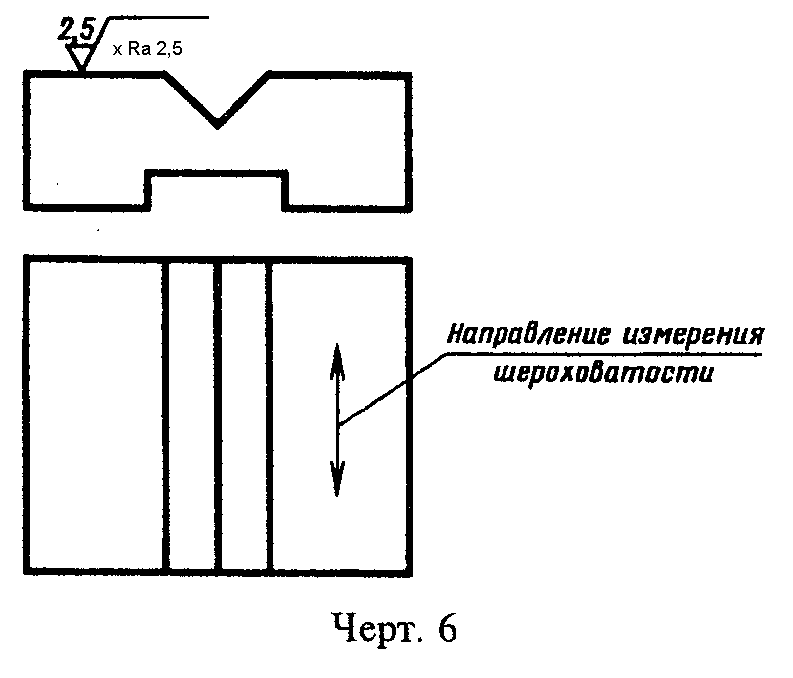 2,5
x Ra 2,5
Направление измерения
шероховатости
Черт. 6